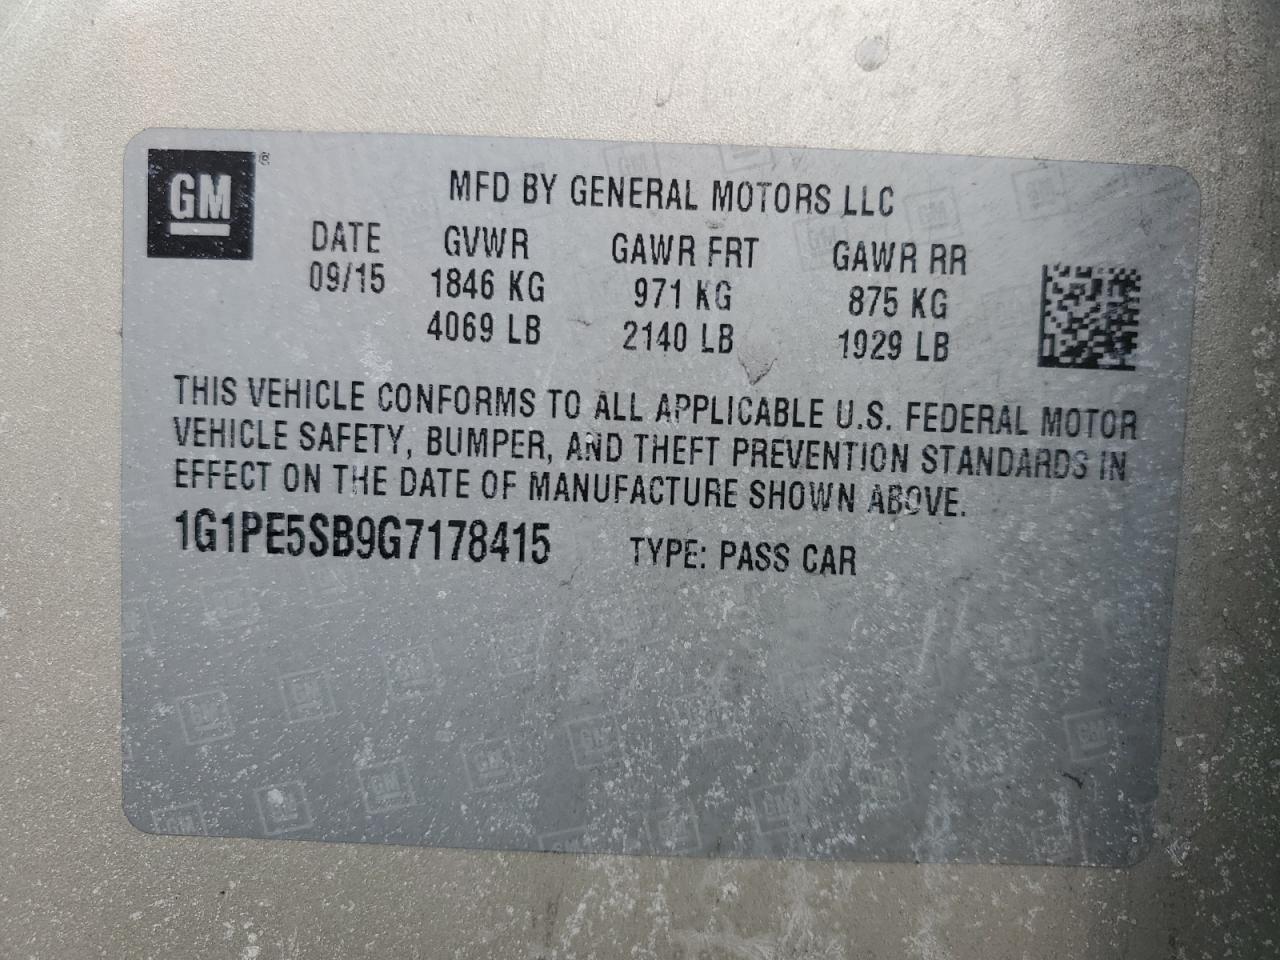 GM ®
MFD BY GENERAL MOTORS LLC
DATE GVWR GAWR FRT GAWR RR
09/15 1846 KG 971 KG 875 KG
4069 LB 2140 LB 1929 LB
THIS VEHICLE CONFORMS TO ALL APPLICABLE U.S. FEDERAL MOTOR
VEHICLE SAFETY, BUMPER, AND THEFT PREVENTION STANDARDS IN
EFFECT ON THE DATE OF MANUFACTURE SHOWN ABOVE.
1G1PE5SB9G7178415 TYPE: PASS CAR